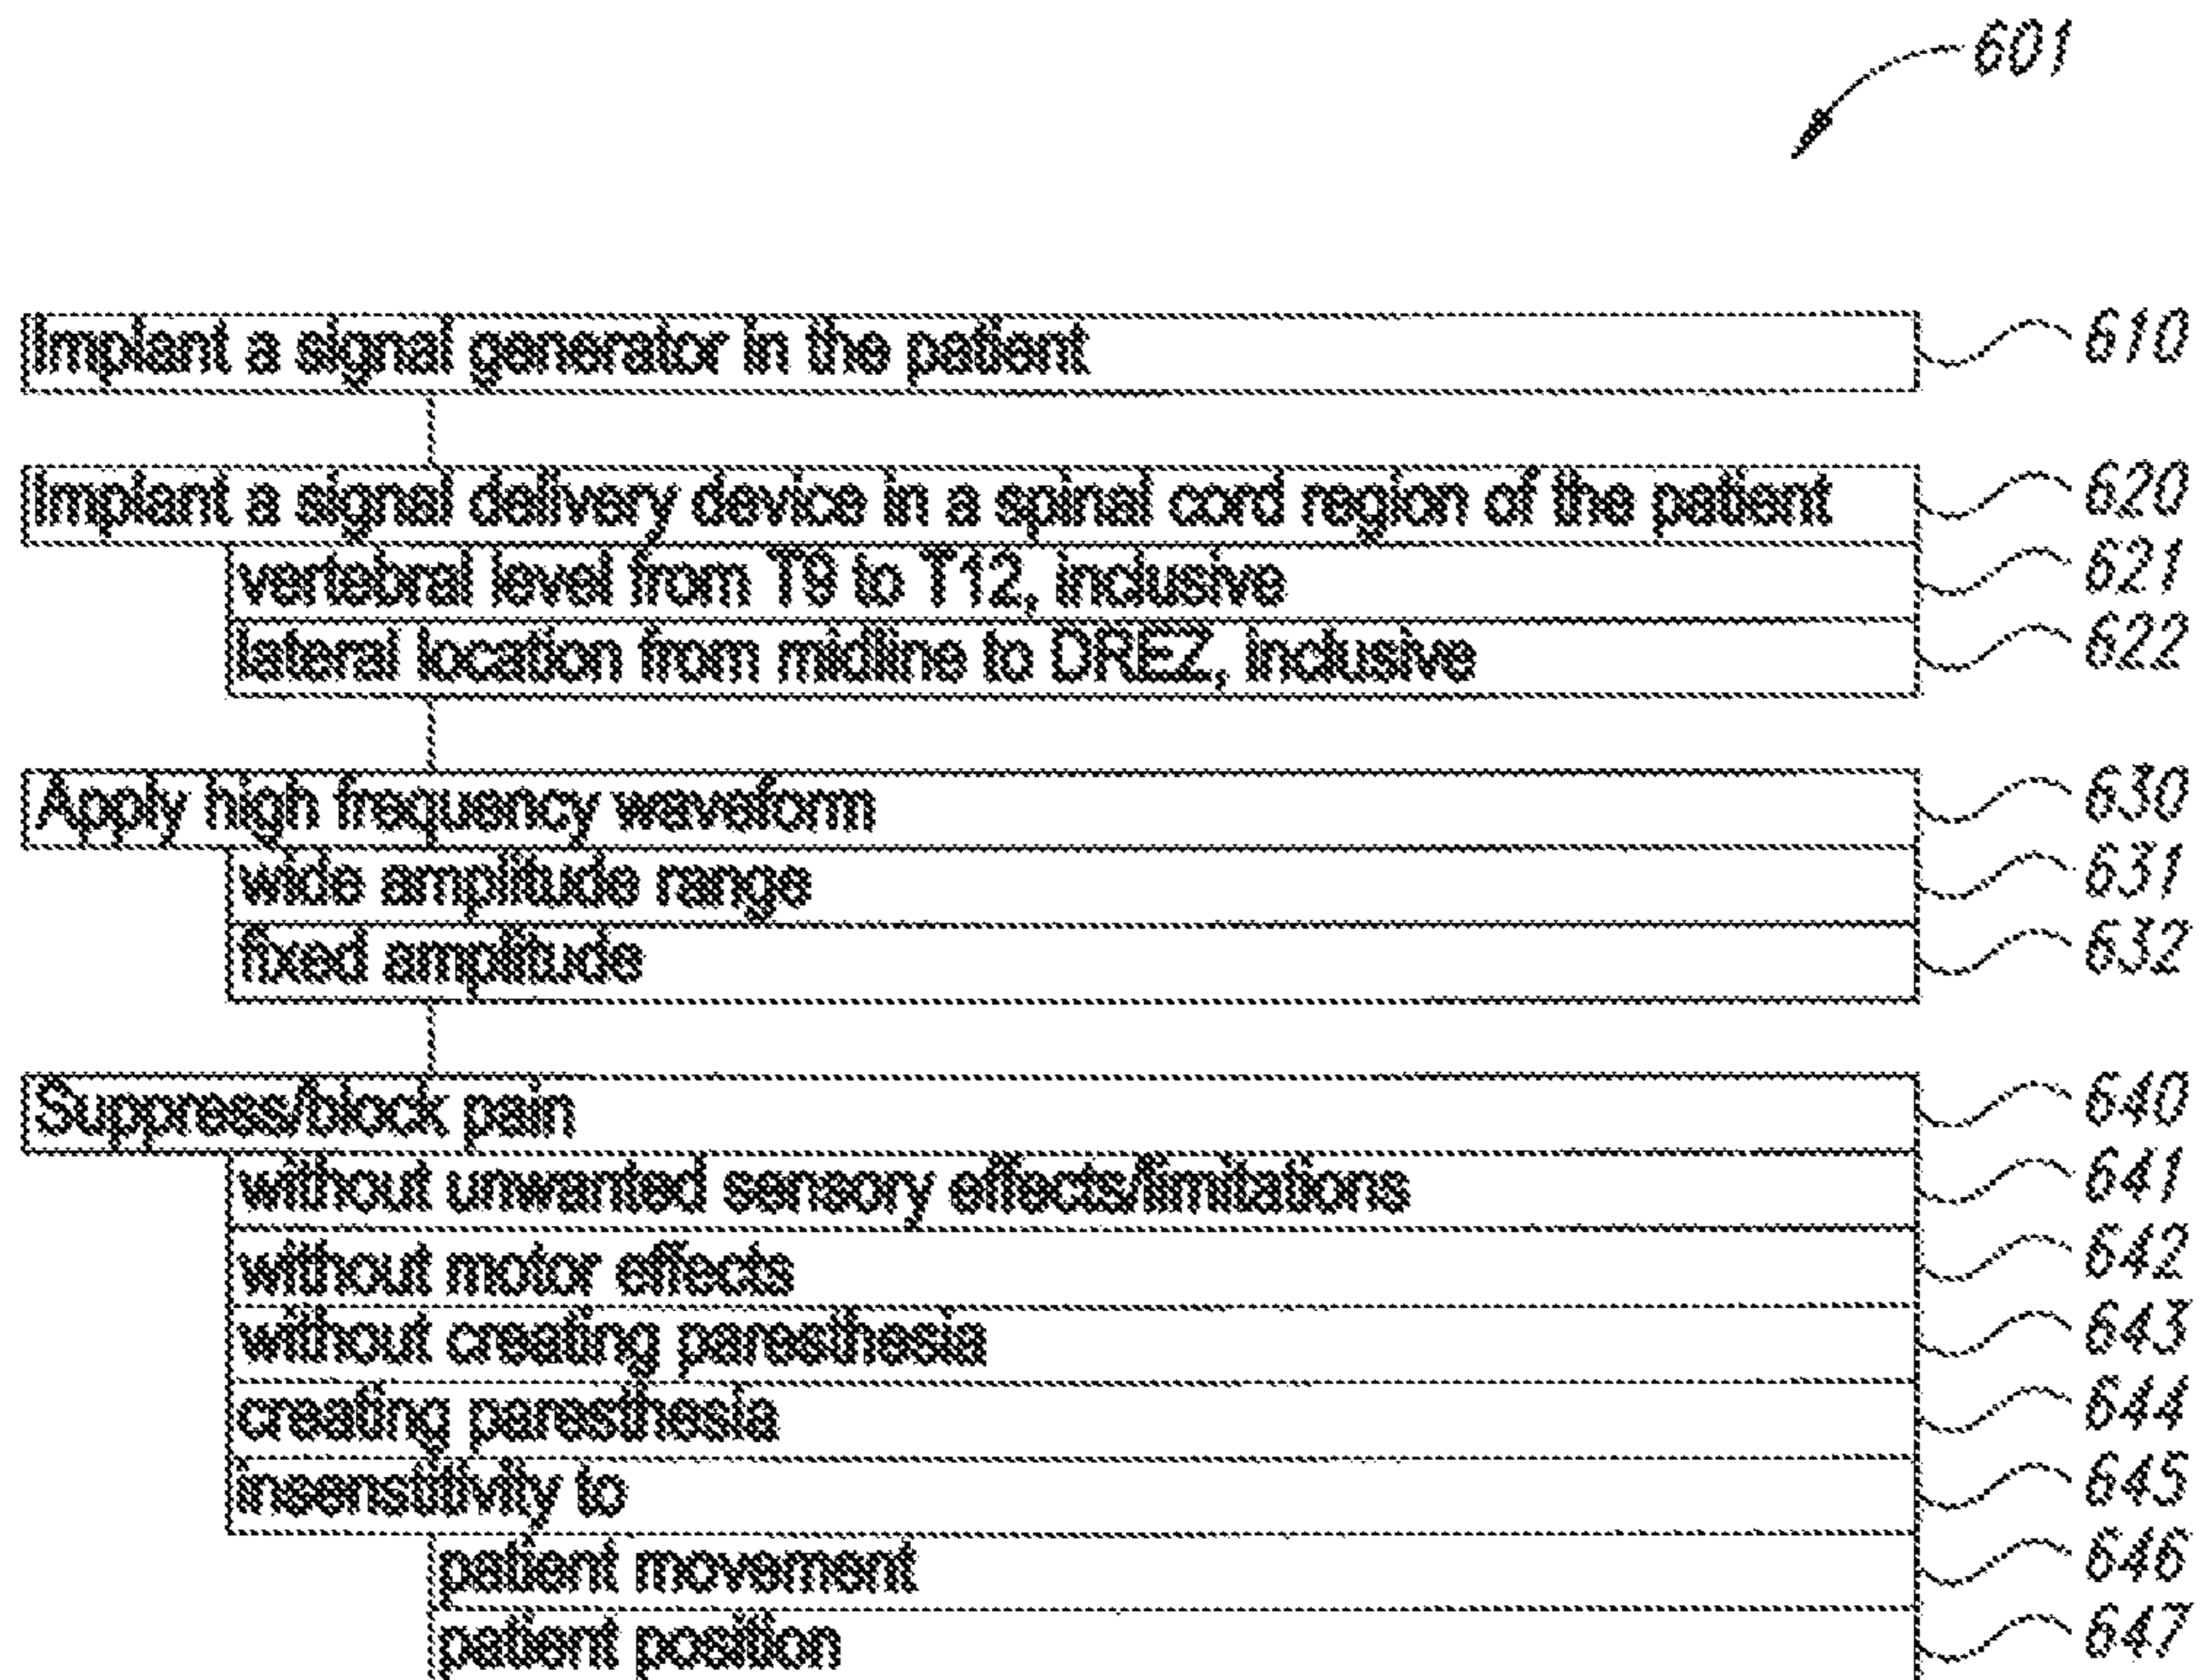 601
Implant a signal generator in the patient 610
Implant a signal delivery device in a spinal cord region of the patient 620
vertebral level from T9 to T12, inclusive 621
lateral location from midline to DREZ, inclusive 622
Apply high frequency waveform 630
wide amplitude range 631
fixed amplitude 632
Suppress/block pain 640
without unwanted sensory effects/limitations 641
without motor effects 642
without creating paresthesia 643
creating paresthesia 644
insenstitivity to 645
patient movement 646
patient position 647